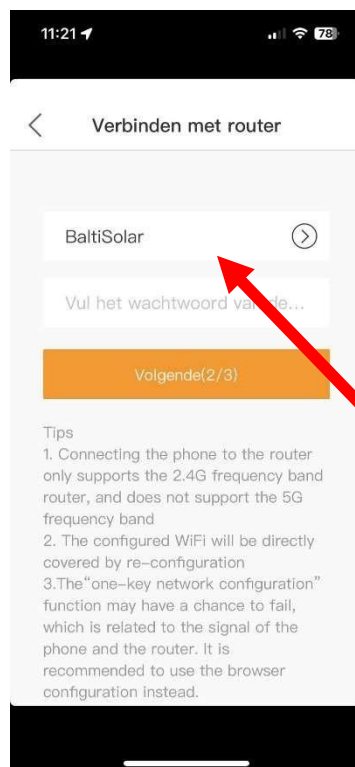 11:21
78
Verbinden met router
BaltiSolar
Vul het wachtwoord van de...
Volgende(2/3)
Tips
1. Connecting the phone to the router
only supports the 2.4G frequency band
router, and does not support the 5G
frequency band
2. The configured WiFi will be directly
covered by re-configuration
3.The“one-key network configuration”
function may have a chance to fail,
which is related to the signal of the
phone and the router. It is
recommended to use the browser
configuration instead.